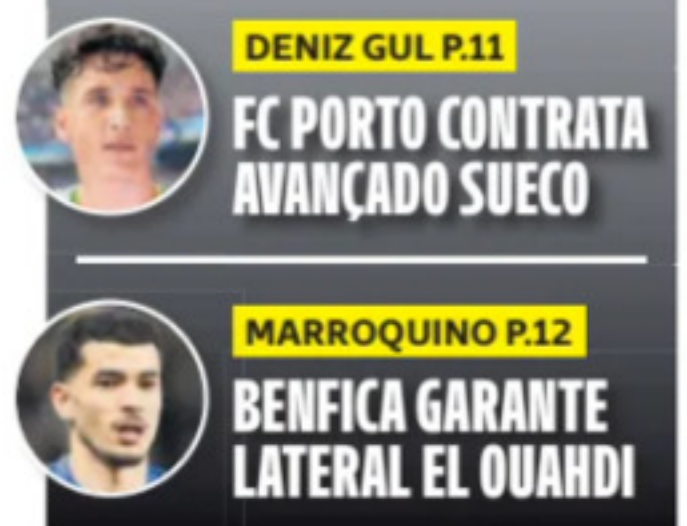 DENIZ GUL P.11
FC PORTO CONTRATA
AVANÇADO SUECO
MARROQUINO P.12
BENFICA GARANTE
LATERAL EL OUAHDI